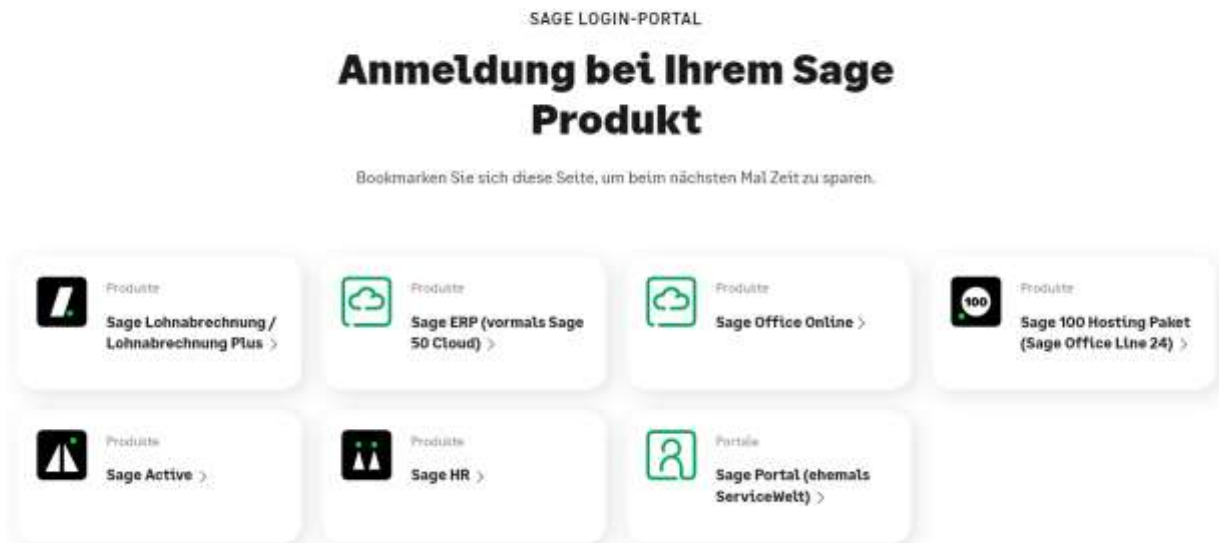 SAGE LOGIN-PORTAL
Anmeldung bei Ihrem Sage
Produkt
Bookmarken Sie sich diese Seite, um beim nächsten Mal Zeit zu sparen.
Produkte
Sage Lohnabrechnung /
Lohnabrechnung Plus >
Produkte
Sage ERP (vormals Sage
50 Cloud) >
Produkte
Sage Office Online >
100
Produkte
Sage 100 Hosting Paket
(Sage Office Line 24) >
Produkte
Sage Active >
Produkte
Sage HR >
Portale
Sage Portal (ehemals
ServiceWelt) >